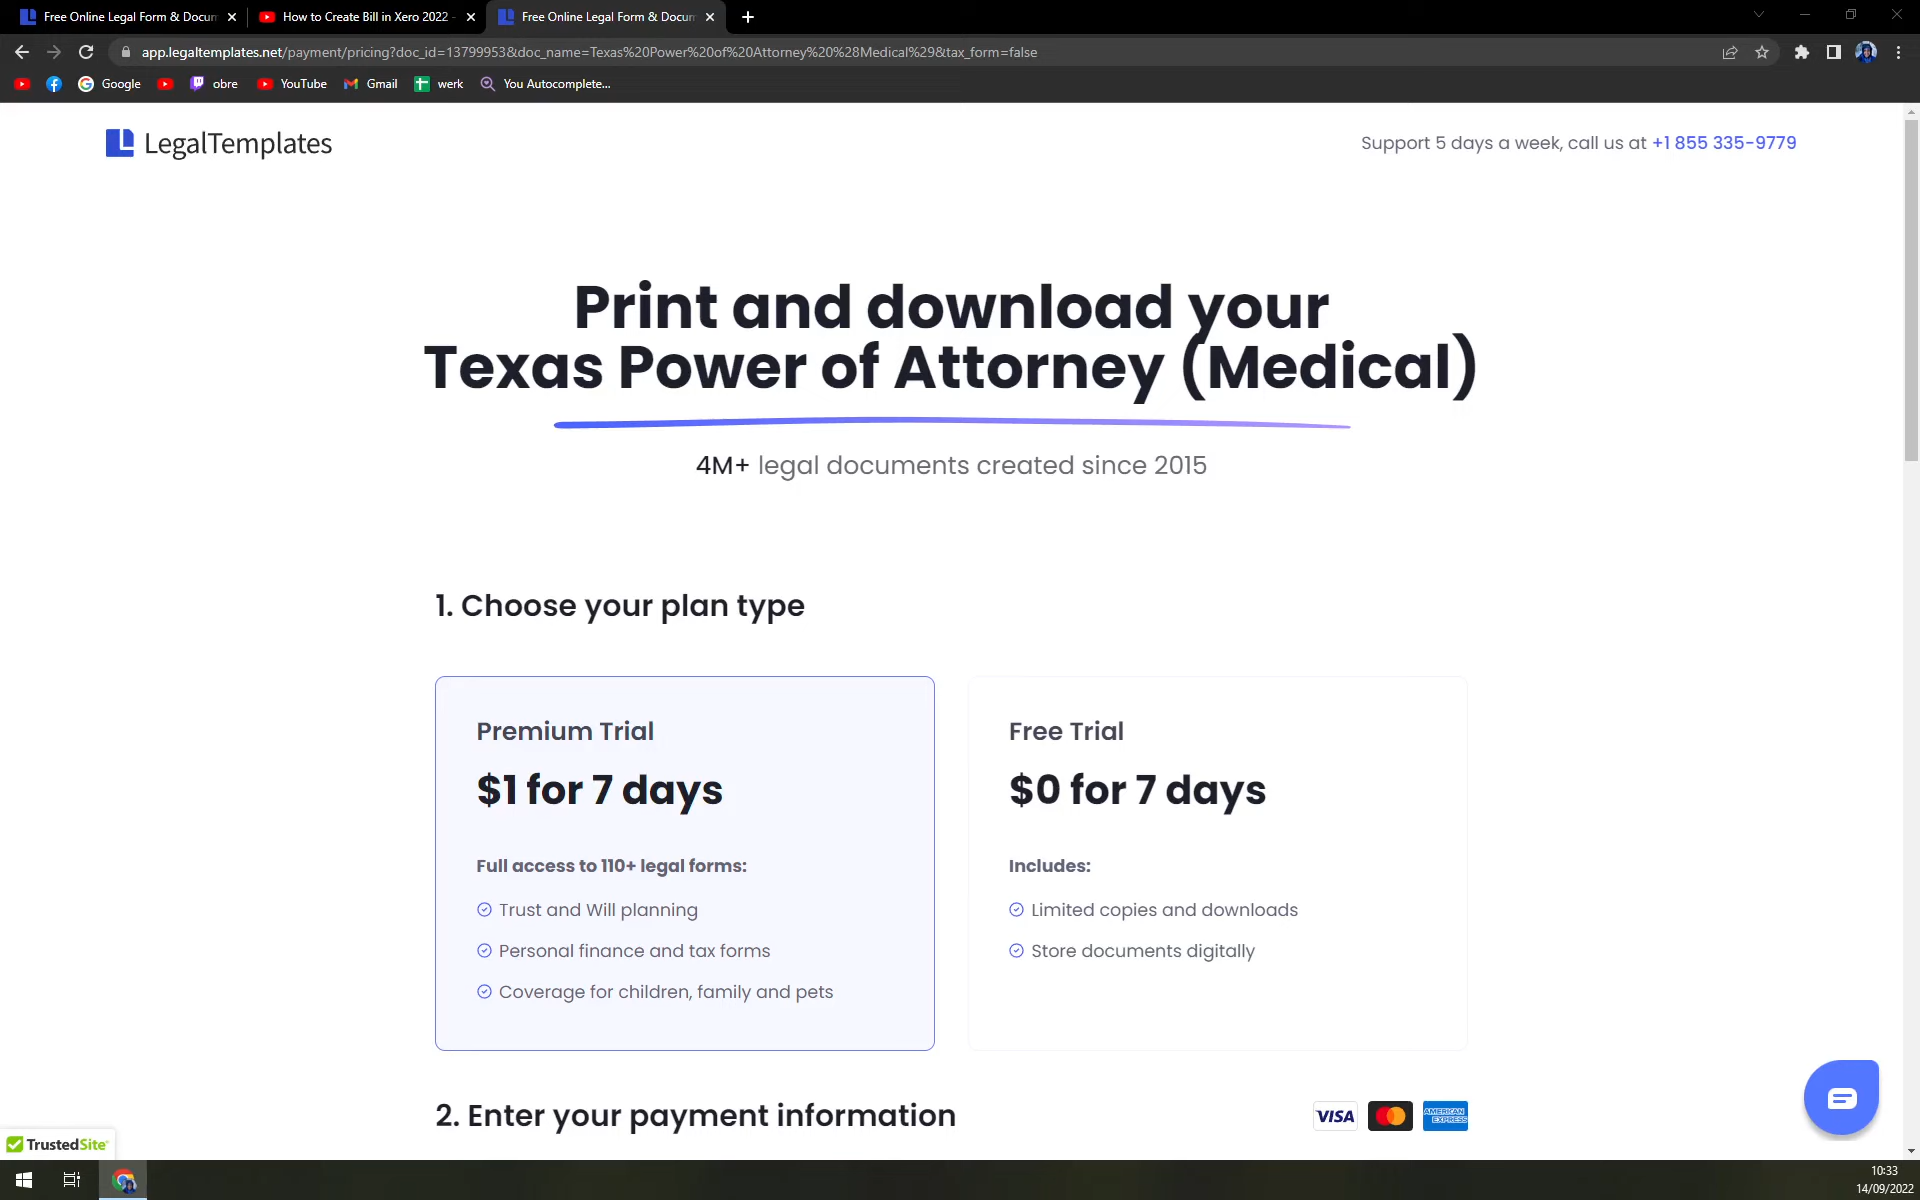 Free Online Legal Form & Docum
How to Create Bill in Xero 2022 -
Free Online Legal Form & Docum
app.legaltemplates.net/payment/pricing?doc_id=13799953&doc_name=Texas%20Power%20of%20Attorney%20%28Medical%29&tax_form=false
Google
obre
YouTube
Gmail
werk
You Autocomplete...
LegalTemplates
Support 5 days a week, call us at +1 855 335-9779
Print and download your
Texas Power of Attorney (Medical)
4M+ legal documents created since 2015
1. Choose your plan type
Premium Trial
$1 for 7 days
Full access to 110+ legal forms:
Trust and Will planning
Personal finance and tax forms
Coverage for children, family and pets
Free Trial
$0 for 7 days
Includes:
Limited copies and downloads
Store documents digitally
2. Enter your payment information
VISA
AMERICAN
EXPRESS
TrustedSite
10:33
14/09/2022